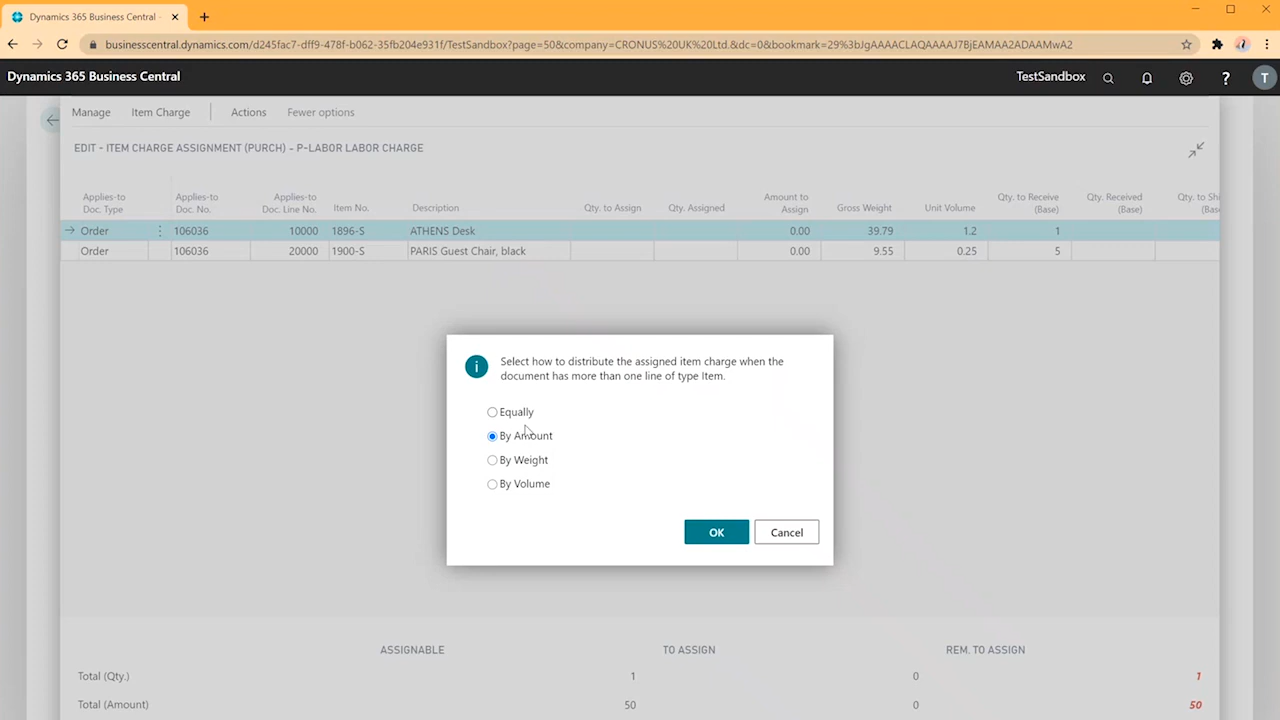 Dynamics 365 Business Central -
businesscentral.dynamics.com/d245fac7-dff9-478f-b062-35fb204e931f/TestSandbox?page=50&company=CRONUS%20UK%20Ltd.&dc=0&bookmark=29%3bJgAAAACLAQAAAAJ7BjEAMAA2ADAAMwA2
Dynamics 365 Business Central
TestSandbox
?
T
Manage Item Charge Actions Fewer options
EDIT - ITEM CHARGE ASSIGNMENT (PURCH) - P-LABOR LABOR CHARGE
Applies-to Applies-to Applies-to Amount to Qty. to Receive Qty. Received Qty. to Shi
Doc. Type Doc. No. Doc. Line No. Item No. Description Qty. to Assign Qty. Assigned Assign Gross Weight Unit Volume (Base) (Base) (Base
Order 106036 10000 1896-S ATHENS Desk 0.00 39.79 1.2 1
Order 106036 20000 1900-S PARIS Guest Chair, black 0.00 9.55 0.25 5
i
Select how to distribute the assigned item charge when the
document has more than one line of type Item.
Equally
By Amount
By Weight
By Volume
OK Cancel
ASSIGNABLE TO ASSIGN REM. TO ASSIGN
Total (Qty.) 1 0 1
Total (Amount) 50 0 50